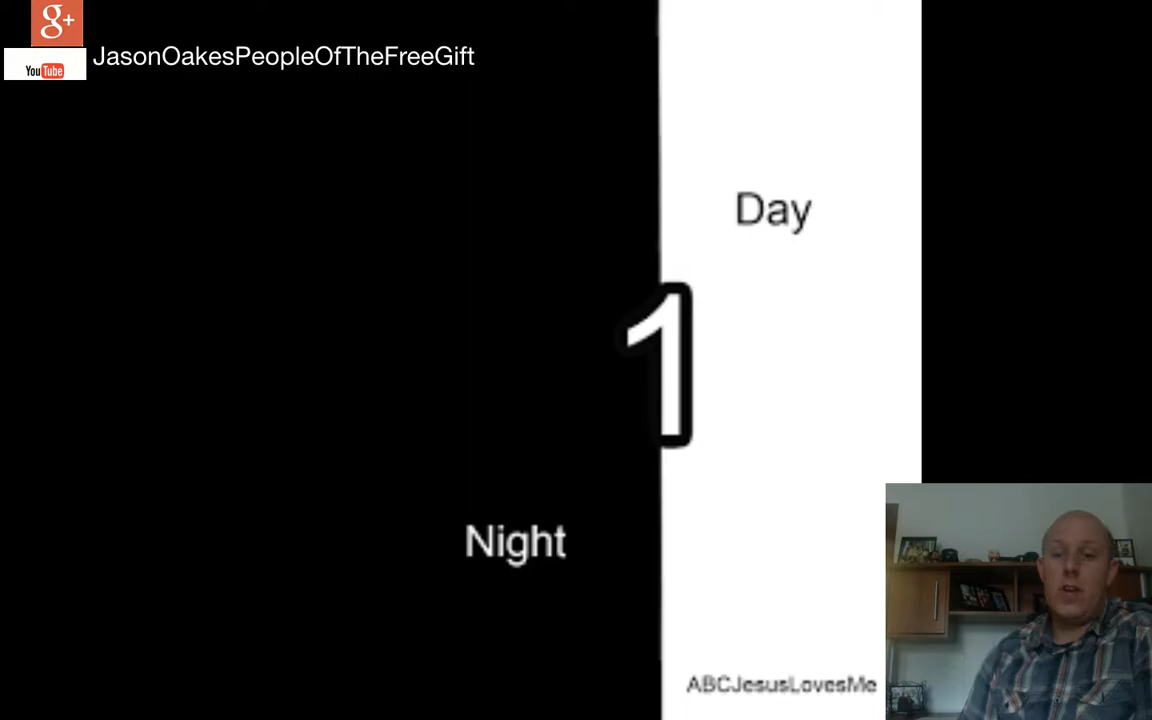 g+
YouTube
JasonOakesPeopleOfTheFreeGift
Day
1
Night
ABCJesusLovesMe